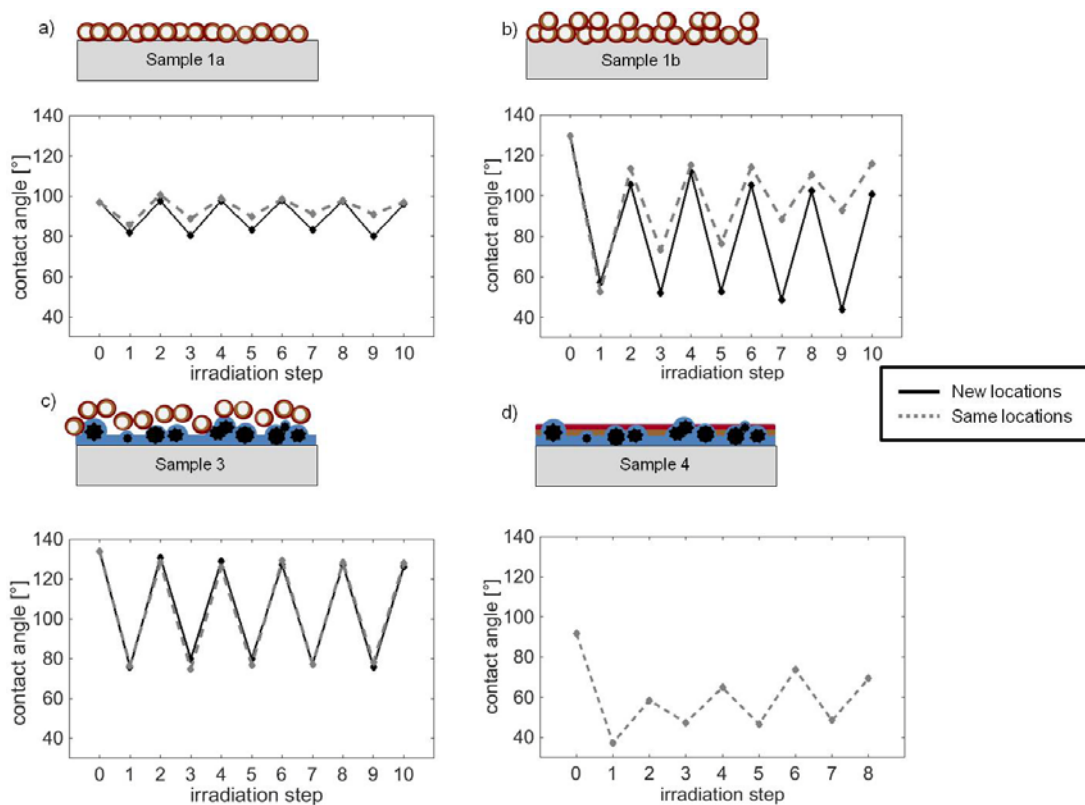 a)
Sample 1a
140
120
100
80
60
40
contact angle [°]
0 1 2 3 4 5 6 7 8 9 10
irradiation step
b)
Sample 1b
140
120
100
80
60
40
contact angle [°]
0 1 2 3 4 5 6 7 8 9 10
irradiation step
New locations
Same locations
c)
Sample 3
140
120
100
80
60
40
contact angle [°]
0 1 2 3 4 5 6 7 8 9 10
irradiation step
d)
Sample 4
140
120
100
80
60
40
contact angle [°]
0 1 2 3 4 5 6 7 8
irradiation step